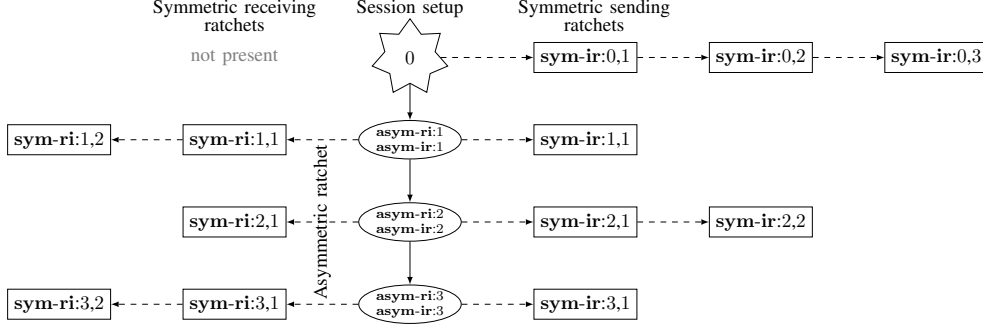 Symmetric receiving
ratchets
Session setup
Symmetric sending
ratchets
not present
0
sym-ir:0,1
sym-ir:0,2
sym-ir:0,3
sym-ri:1,2
sym-ri:1,1
asym-ri:1
asym-ir:1
sym-ir:1,1
Asymmetric ratchet
sym-ri:2,1
asym-ri:2
asym-ir:2
sym-ir:2,1
sym-ir:2,2
sym-ri:3,2
sym-ri:3,1
asym-ri:3
asym-ir:3
sym-ir:3,1